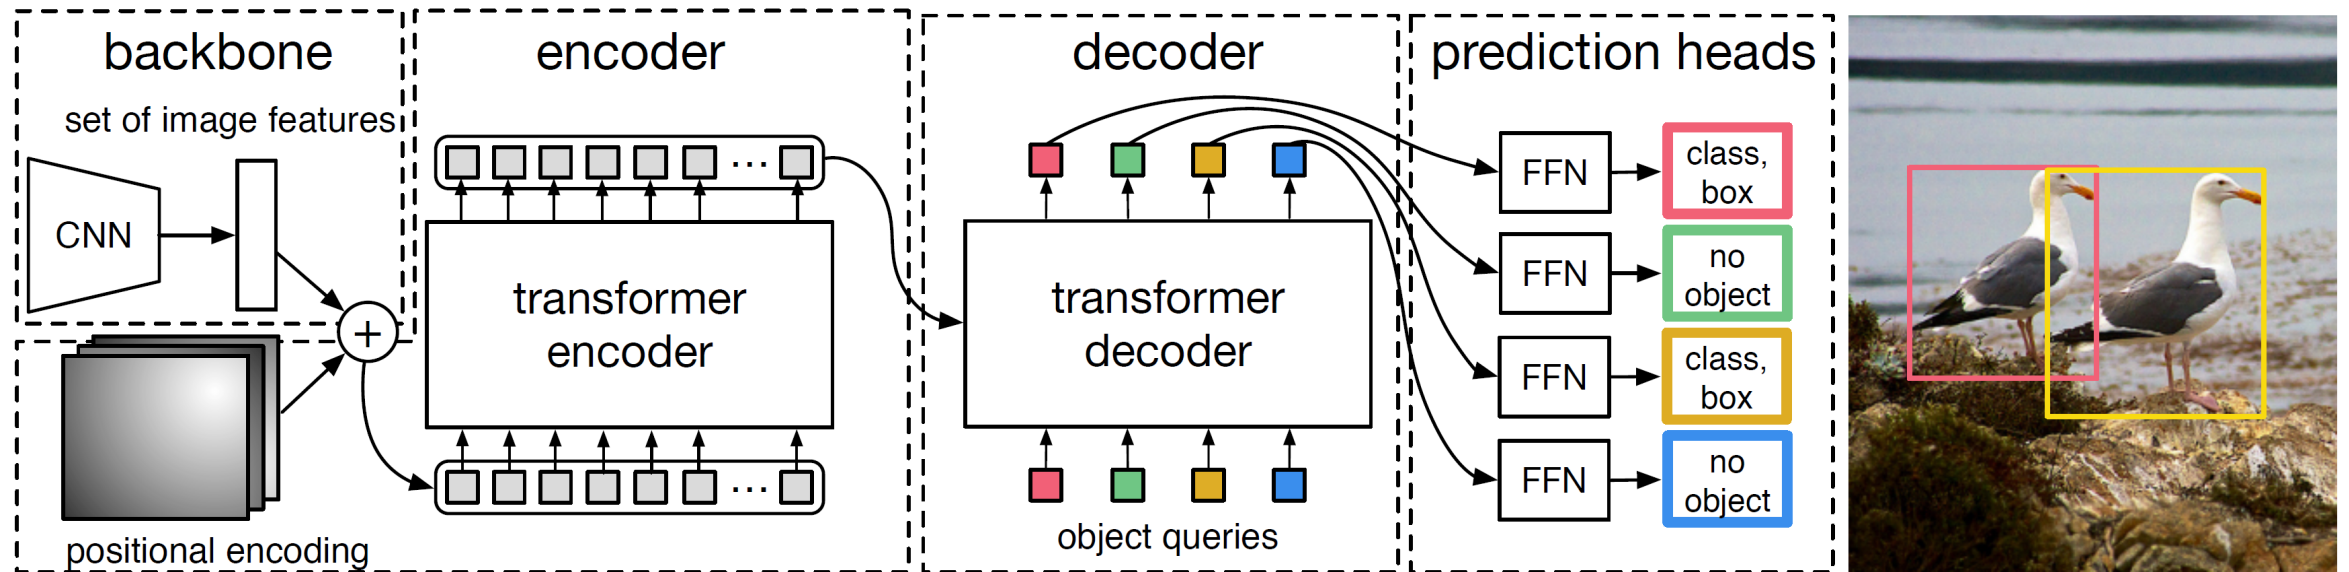 backbone
set of image features
CNN
+
positional encoding
encoder
...
transformer
encoder
...
decoder
transformer
decoder
object queries
prediction heads
FFN
class,
box
FFN
no
object
FFN
class,
box
FFN
no
object